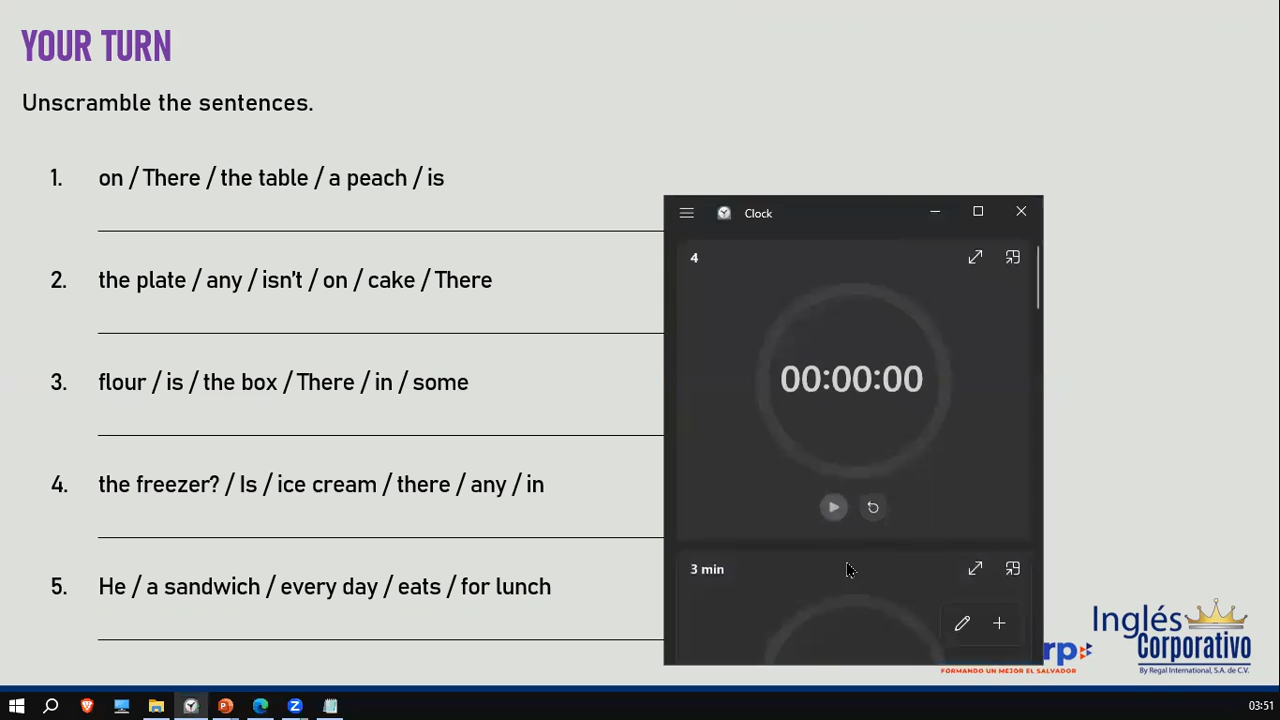 YOUR TURN
Unscramble the sentences.
1. on / There / the table / a peach / is
2. the plate / any / isn't / on / cake / There
3. flour / is / the box / There / in / some
4. the freezer? / Is / ice cream / there / any / in
5. He / a sandwich / every day / eats / for lunch
Clock
4
00:00:00
3 min
rp
FORMANDO UN MEJOR EL SALVADOR
Inglés
Corporativo
By Regal International, S.A. de C.V.
03:51